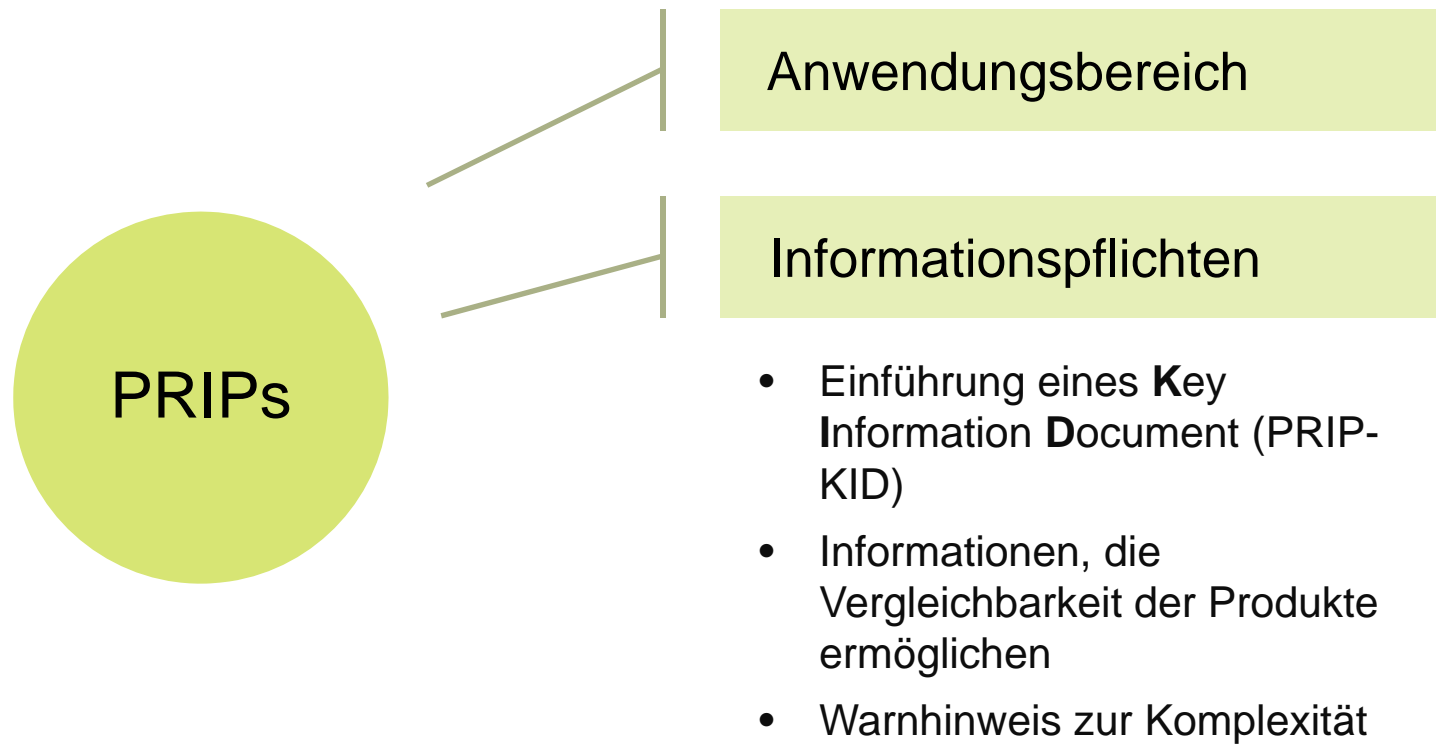 Anwendungsbereich
Informationspflichten
PRIPs
• Einführung eines Key
Information Document (PRIP-
KID)
• Informationen, die
Vergleichbarkeit der Produkte
ermöglichen
• Warnhinweis zur Komplexität